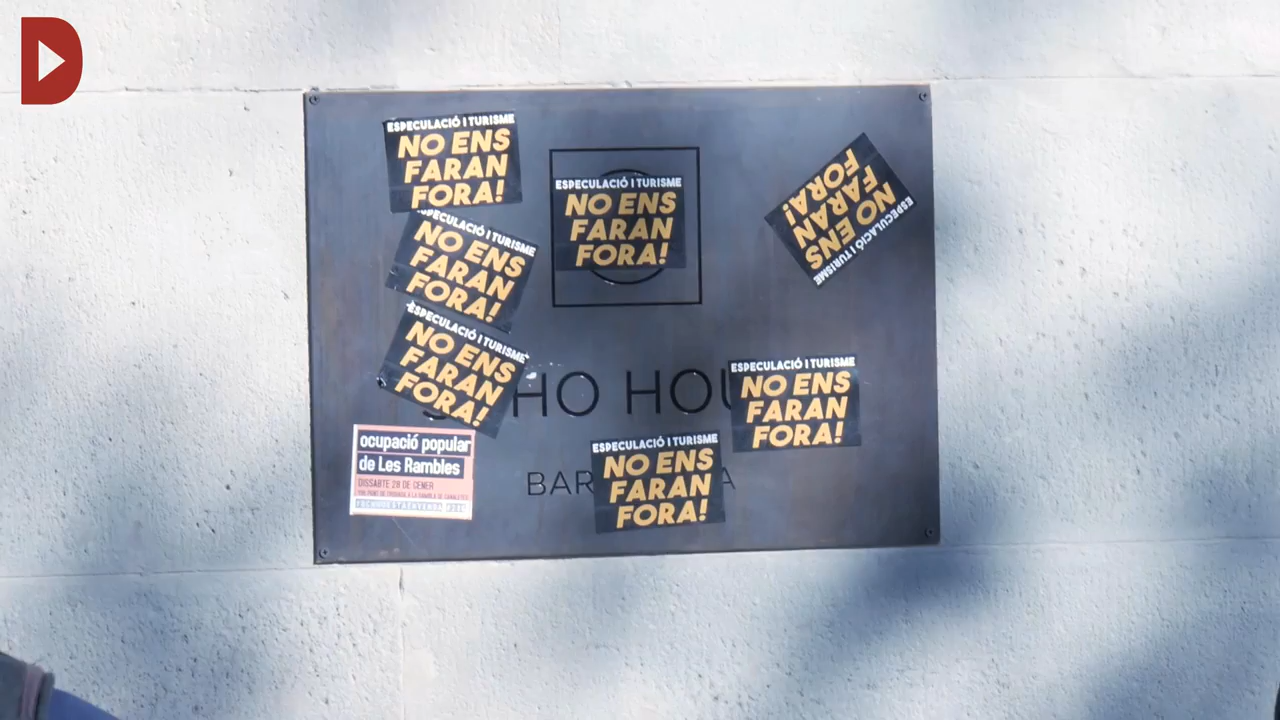 ESPECULACIÓ I TURISME
NO ENS
FARAN
FORA!
ESPECULACIÓ I TURISME
NO ENS
FARAN
FORA!
ESPECULACIÓ I TURISME
NO ENS
FARAN
FORA!
ESPECULACIÓ I TURISME
NO ENS
FARAN
FORA!
ESPECULACIÓ I TURISME
NO ENS
FARAN
FORA!
HO HOU
ESPECULACIÓ I TURISME
NO ENS
FARAN
FORA!
BAR A
ESPECULACIÓ I TURISME
NO ENS
FARAN
FORA!
ocupació popular
de Les Rambles
DISSABTE 28 DE GENER